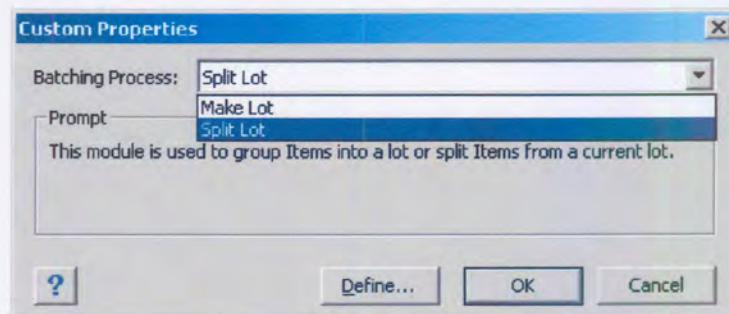 Custom Properties
Batching Process: Split Lot
Make Lot
Split Lot
Prompt
This module is used to group Items into a lot or split Items from a current lot.
? Define... OK Cancel